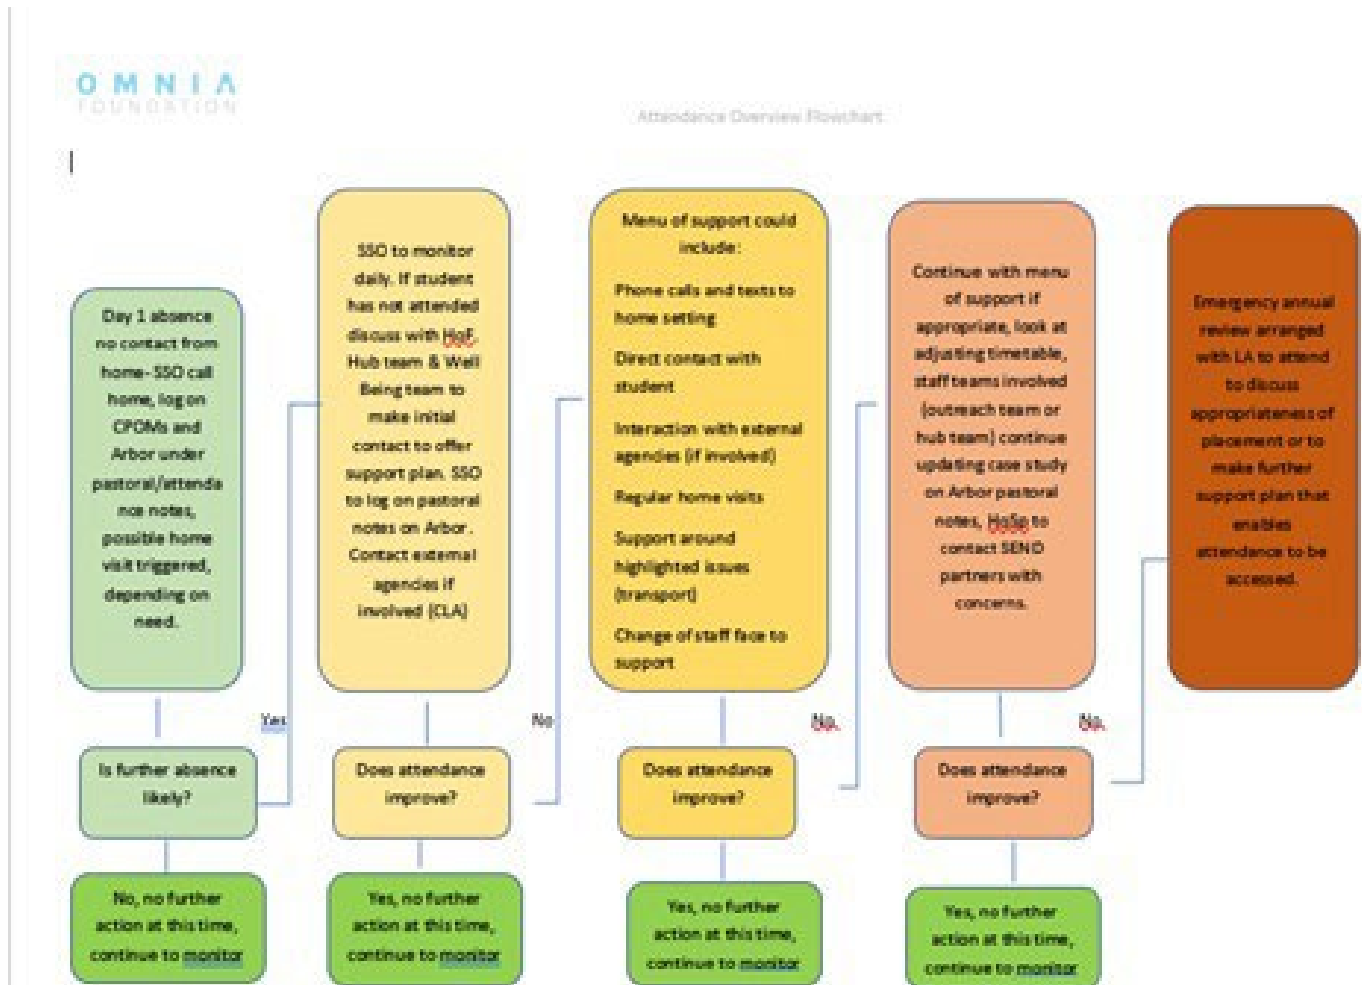 OMNIA
FOUNDATION
Attendance Overview Flowchart
Day 1 absence
no contact from
home- SSO call
home, log on
CPOMs and
Arbor under
pastoral/attenda
nce notes,
possible home
visit triggered,
depending on
need.
Is further absence
likely?
Yes
No, no further
action at this time,
continue to monitor
SSO to monitor
daily. If student
has not attended
discuss with HoF.
Hub team & Well
Being team to
make initial
contact to offer
support plan. SSO
to log on pastoral
notes on Arbor.
Contact external
agencies if
involved (CLA)
Does attendance
improve?
No
Yes, no further
action at this time,
continue to monitor
Menu of support could
include:
Phone calls and texts to
home setting
Direct contact with
student
Interaction with external
agencies (if involved)
Regular home visits
Support around
highlighted issues
(transport)
Change of staff face to
support
Does attendance
improve?
No.
Yes, no further
action at this time,
continue to monitor
Continue with menu
of support if
appropriate, look at
adjusting timetable,
staff teams involved
(outreach team or
hub team) continue
updating case study
on Arbor pastoral
notes, HoSp to
contact SEND
partners with
concerns.
Does attendance
improve?
No.
Yes, no further
action at this time,
continue to monitor
Emergency annual
review arranged
with LA to attend
to discuss
appropriateness of
placement or to
make further
support plan that
enables
attendance to be
accessed.